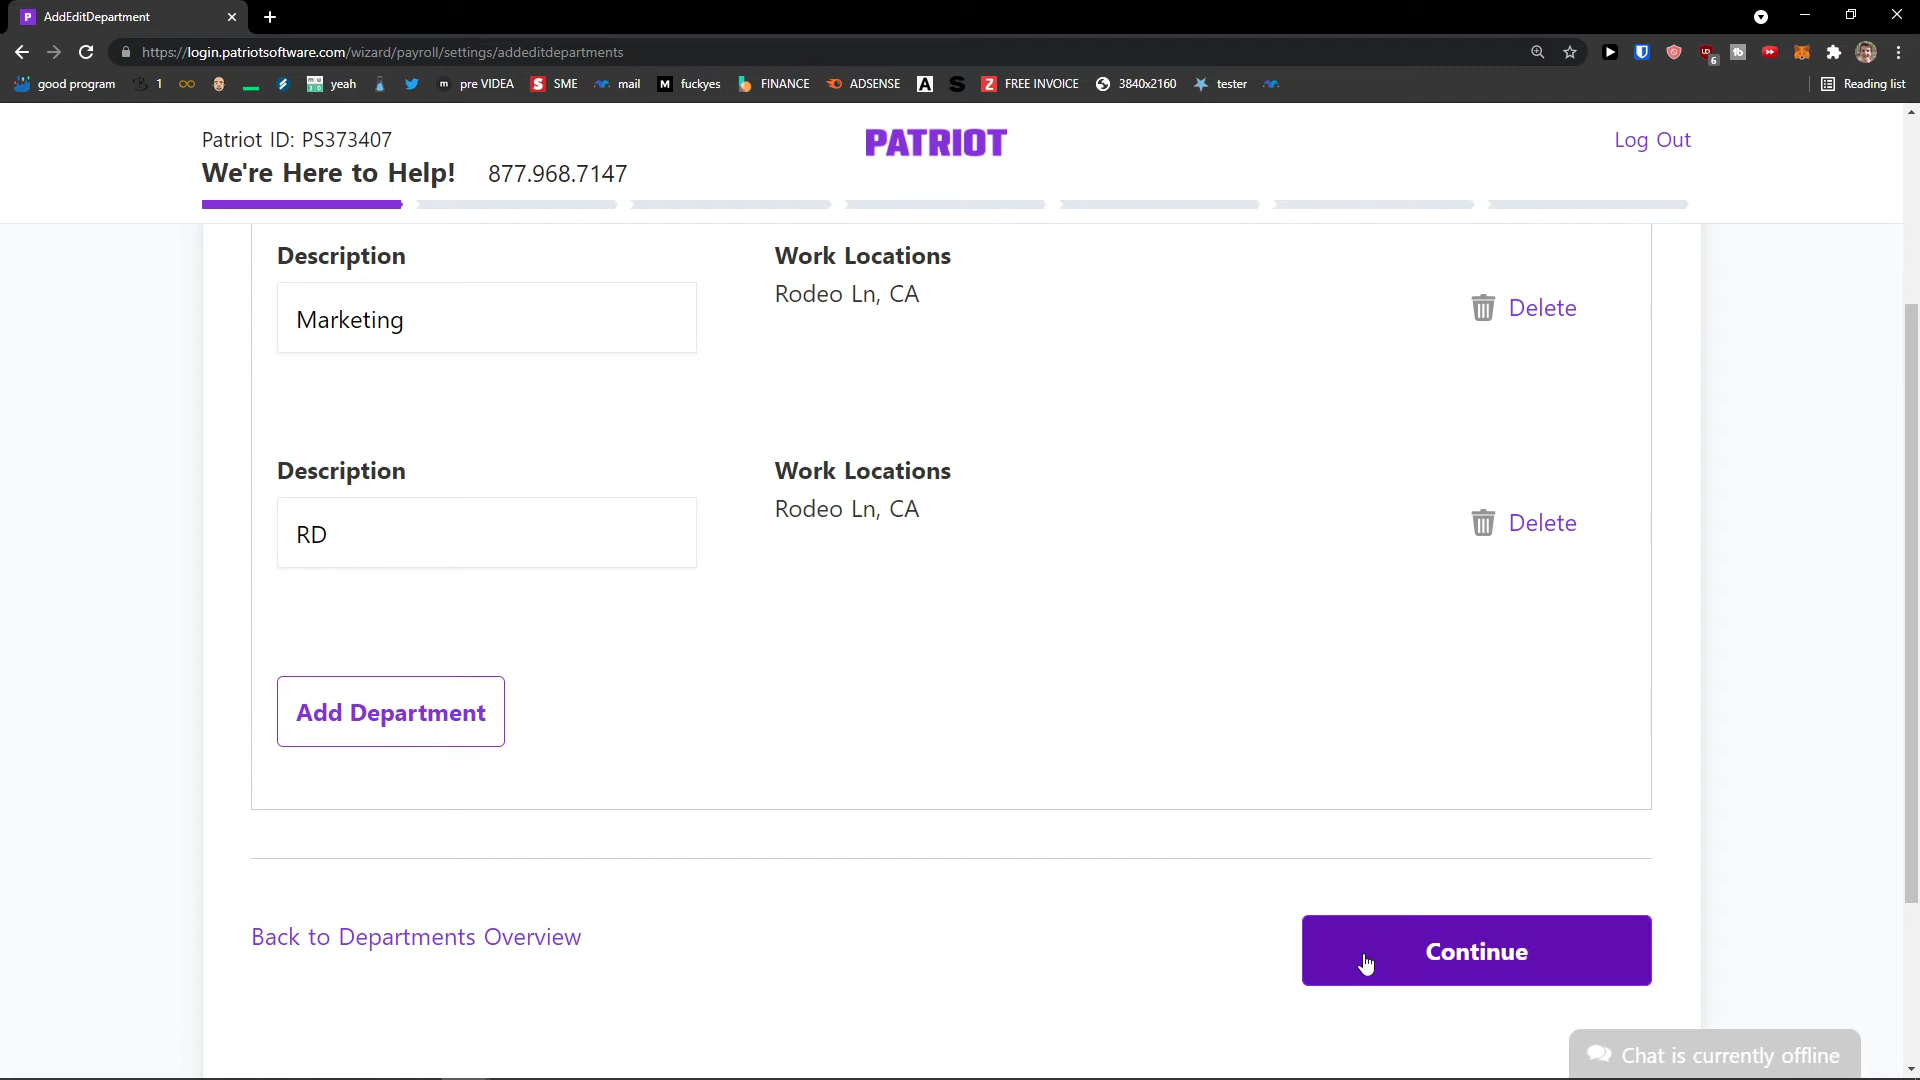 AddEditDepartment
https://login.patriotsoftware.com/wizard/payroll/settings/addeditdepartments
good program
1
yeah
pre VIDEA
SME
mail
fuckyes
FINANCE
ADSENSE
FREE INVOICE
3840x2160
tester
Reading list
Patriot ID: PS373407
PATRIOT
Log Out
We're Here to Help! 877.968.7147
Description
Work Locations
Marketing
Rodeo Ln, CA
Delete
Description
Work Locations
RD
Rodeo Ln, CA
Delete
Add Department
Back to Departments Overview
Continue
Chat is currently offline